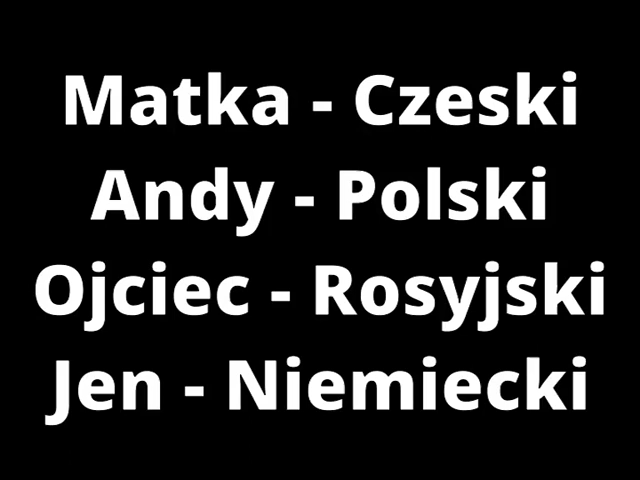 Matka - Czeski
Andy - Polski
Ojciec - Rosyjski
Jen - Niemiecki